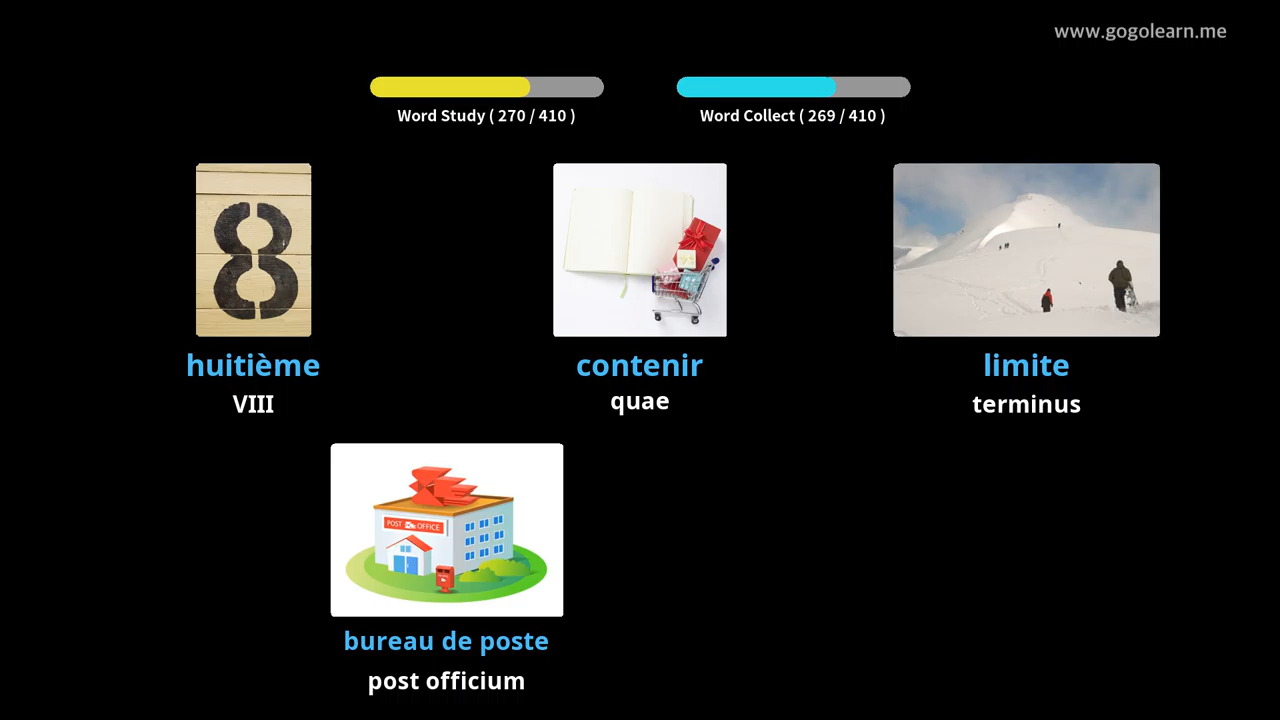 www.gogolearn.me
Word Study ( 270 / 410 )
Word Collect ( 269 / 410 )
8
huitième
VIII
contenir
quae
limite
terminus
POST OFFICE
bureau de poste
post officium